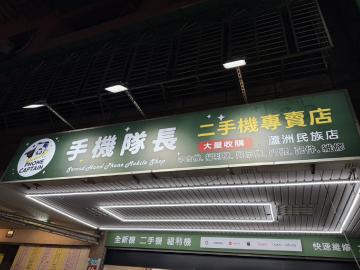 PHONE
CAPTAIN
手機隊長
Second Hand Phone Mobile Shop
二手機專賣店
大量收購
蘆洲民族店
全新機 二手機 福利機
快速維修